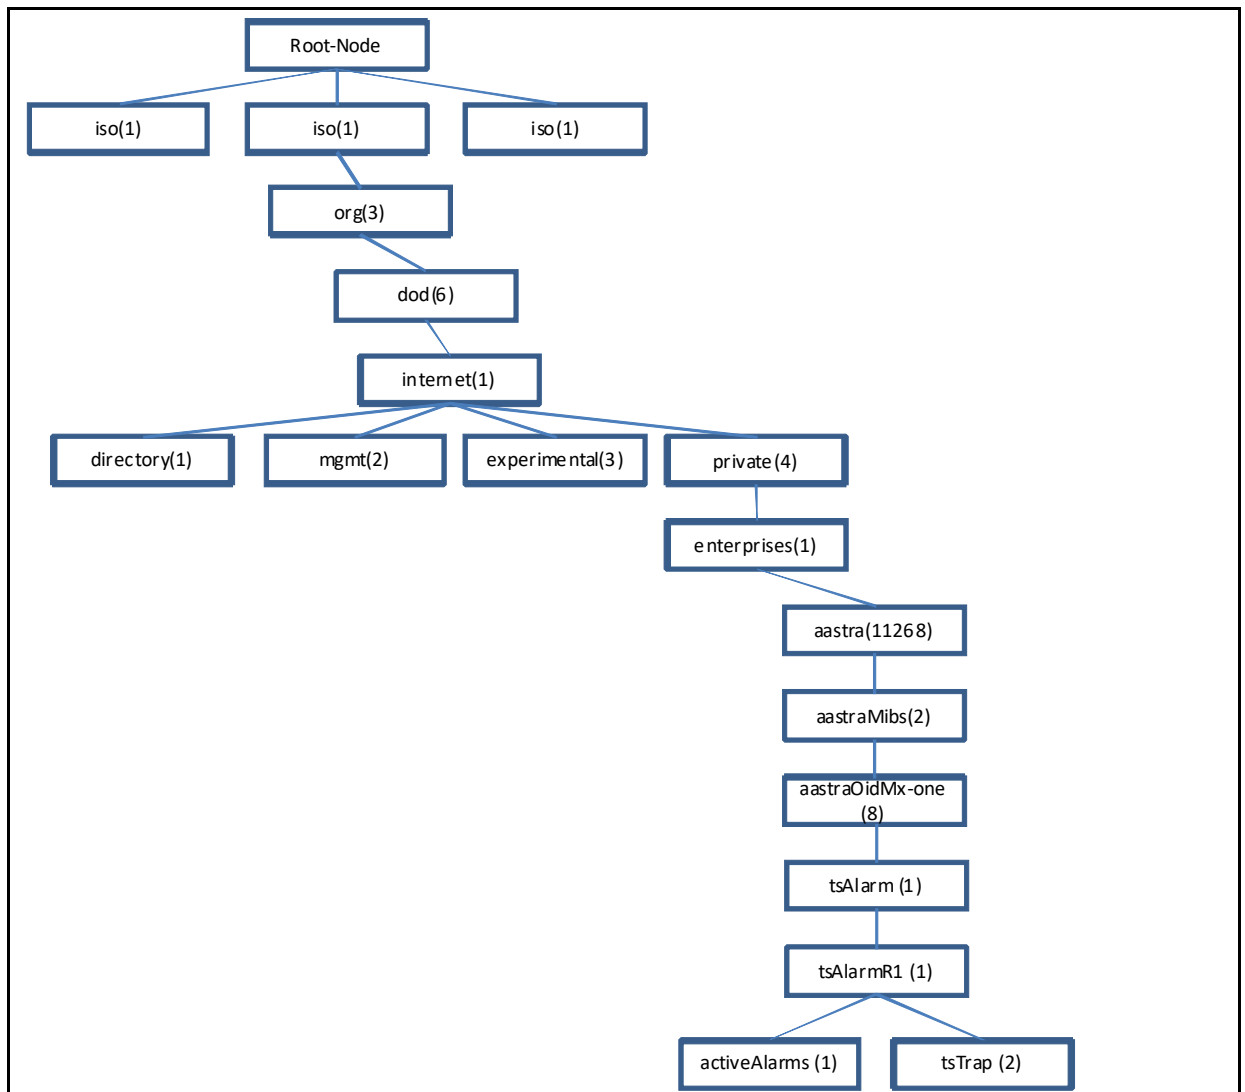 Root-Node
iso(1)
iso(1)
iso(1)
org(3)
dod(6)
internet(1)
directory(1)
mgmt(2)
experimental(3)
private(4)
enterprises(1)
aastra(11268)
aastraMibs(2)
aastraOidMx-one
(8)
tsAlarm (1)
tsAlarmR1 (1)
activeAlarms (1)
tsTrap (2)